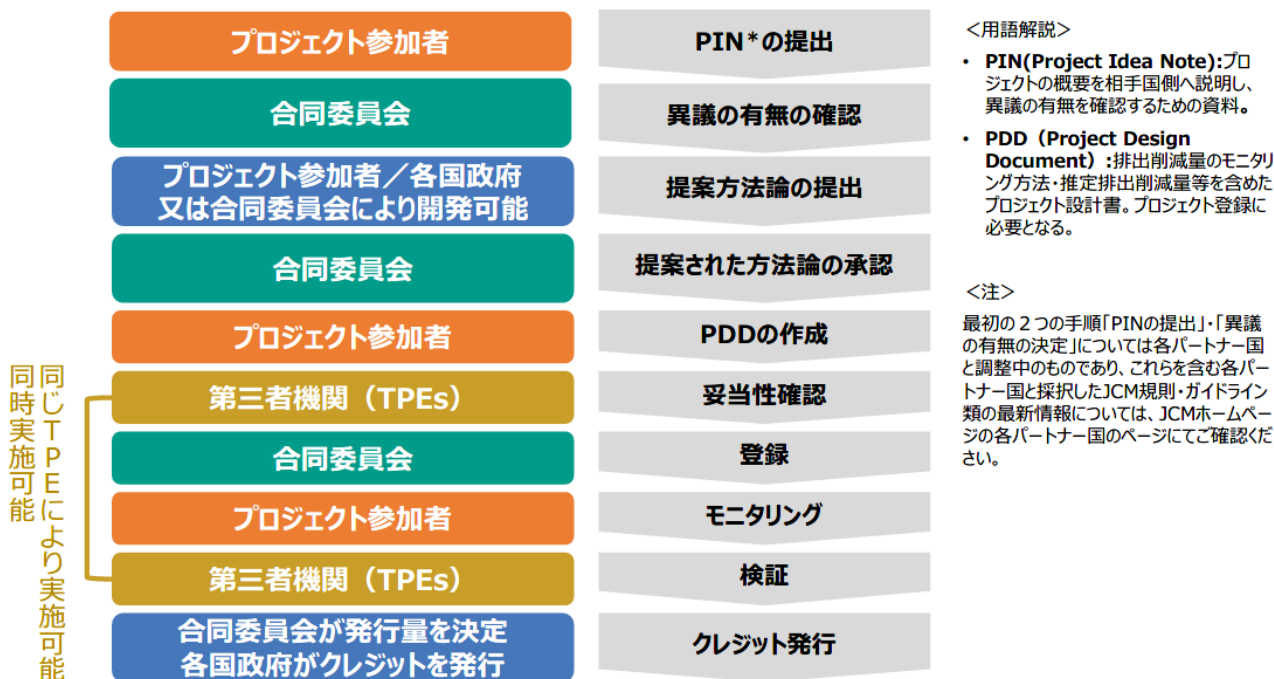 プロジェクト参加者
PIN*の提出
合同委員会
異議の有無の確認
プロジェクト参加者／各国政府
又は合同委員会により開発可能
提案方法論の提出
合同委員会
提案された方法論の承認
プロジェクト参加者
PDDの作成
第三者機関（TPEs）
妥当性確認
合同委員会
登録
プロジェクト参加者
モニタリング
第三者機関（TPEs）
検証
合同委員会が発行量を決定
各国政府がクレジットを発行
クレジット発行
同じTPEにより実施可能
同時実施可能
＜用語解説＞
• PIN(Project Idea Note):プロ
ジェクトの概要を相手国側へ説明し、
異議の有無を確認するための資料。
• PDD（Project Design
Document）:排出削減量のモニタリ
ング方法・推定排出削減量等を含めた
プロジェクト設計書。プロジェクト登録に
必要となる。
＜注＞
最初の２つの手順「PINの提出」・「異議
の有無の決定」については各パートナー国
と調整中のものであり、これらを含む各パー
トナー国と採択したJCM規則・ガイドライン
類の最新情報については、JCMホームペー
ジの各パートナー国のページにてご確認くだ
さい。